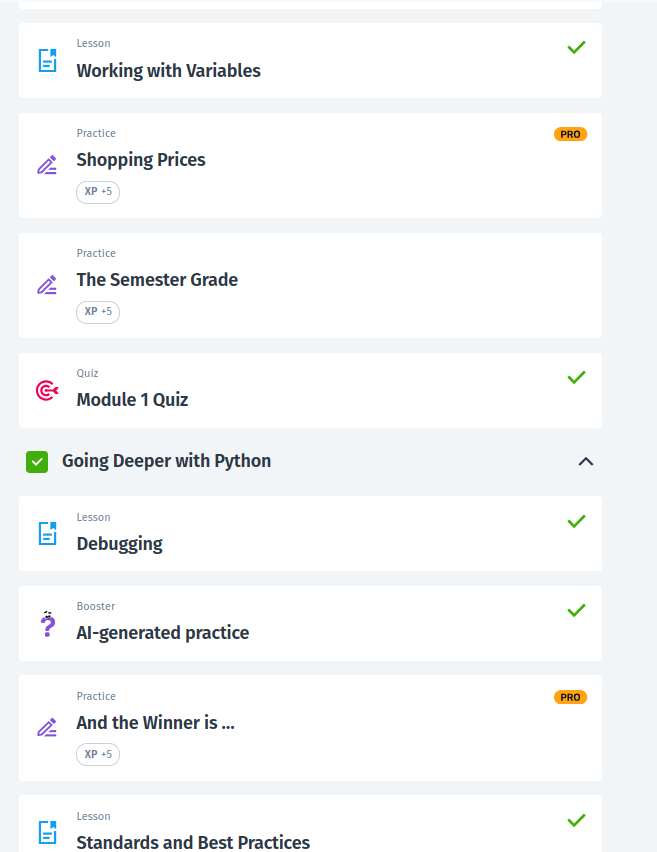 Lesson
Working with Variables
Practice
PRO
Shopping Prices
XP +5
Practice
The Semester Grade
XP +5
Quiz
Module 1 Quiz
Going Deeper with Python
Lesson
Debugging
Booster
AI-generated practice
Practice
PRO
And the Winner is ...
XP +5
Lesson
Standards and Best Practices